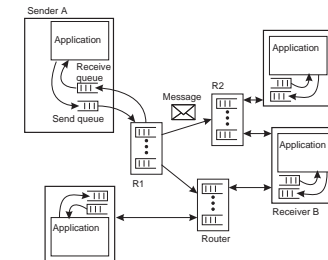 Sender A
Application
Receive
queue
Send queue
Message
R2
Application
R1
Application
Receiver B
Application
Router